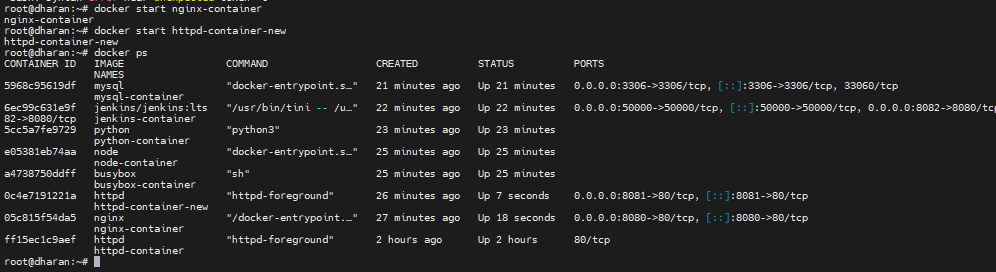 root@dharan:~# docker start nginx-container
nginx-container
root@dharan:~# docker start httpd-container-new
httpd-container-new
root@dharan:~# docker ps
CONTAINER ID   IMAGE                 COMMAND                  CREATED          STATUS          PORTS
               NAMES
5968c95619df   mysql                 "docker-entrypoint.s…"   21 minutes ago   Up 21 minutes   0.0.0.0:3306->3306/tcp, [::]:3306->3306/tcp, 33060/tcp
               mysql-container
6ec99c631e9f   jenkins/jenkins:lts   "/usr/bin/tini -- /u…"   22 minutes ago   Up 22 minutes   0.0.0.0:50000->50000/tcp, [::]:50000->50000/tcp, 0.0.0.0:8082->8080/tcp
82->8080/tcp   jenkins-container
5cc5a7fe9729   python                "python3"                23 minutes ago   Up 23 minutes
               python-container
e05381eb74aa   node                  "docker-entrypoint.s…"   25 minutes ago   Up 25 minutes
               node-container
a4738750ddff   busybox               "sh"                     25 minutes ago   Up 25 minutes
               busybox-container
0c4e7191221a   httpd                 "httpd-foreground"       26 minutes ago   Up 7 seconds    0.0.0.0:8081->80/tcp, [::]:8081->80/tcp
               httpd-container-new
05c815f54da5   nginx                 "/docker-entrypoint.…"   27 minutes ago   Up 18 seconds   0.0.0.0:8080->80/tcp, [::]:8080->80/tcp
               nginx-container
ff15ec1c9aef   httpd                 "httpd-foreground"       2 hours ago      Up 2 hours      80/tcp
               httpd-container
root@dharan:~#